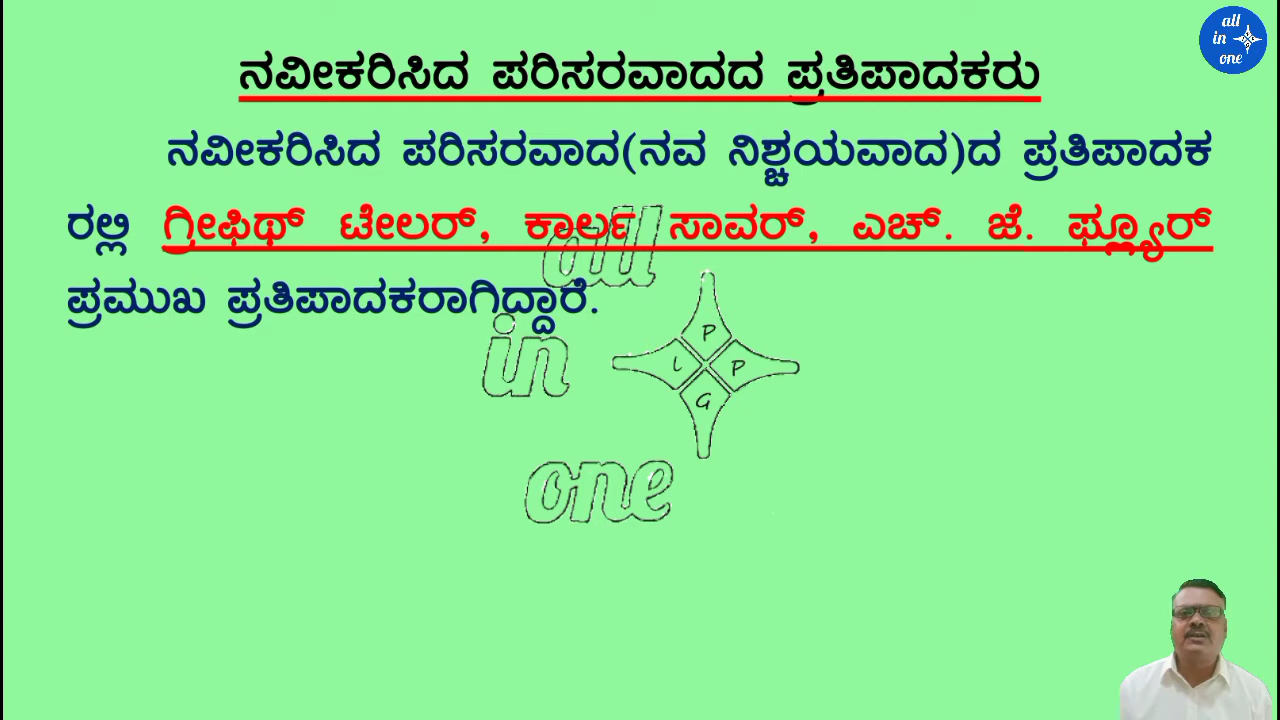 all
in
one
ನವೀಕರಿಸಿದ ಪರಿಸರವಾದದ ಪ್ರತಿಪಾದಕರು
ನವೀಕರಿಸಿದ ಪರಿಸರವಾದ(ನವ ನಿಶ್ಚಯವಾದ)ದ ಪ್ರತಿಪಾದಕ
ರಲ್ಲಿ ಗ್ರೀಫಿಥ್ ಟೇಲರ್, ಕಾರ್ಲ ಸಾವರ್, ಎಚ್. ಜೆ. ಫ್ಲ್ಯೂರ್
ಪ್ರಮುಖ ಪ್ರತಿಪಾದಕರಾಗಿದ್ದಾರೆ.
all
in
one
P
L P
G